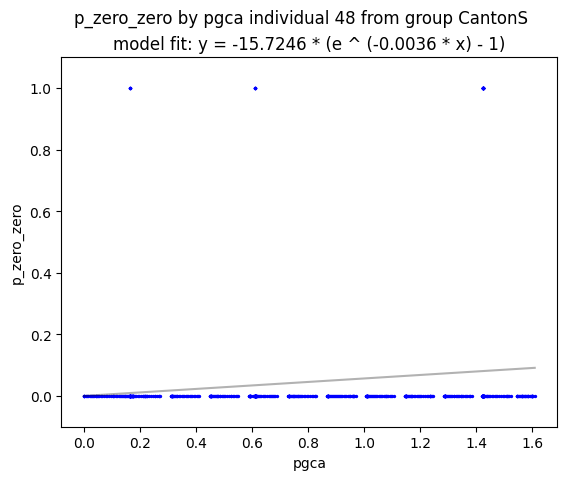 p_zero_zero by pgca individual 48 from group CantonS
model fit: y = -15.7246 * (e ^ (-0.0036 * x) - 1)
p_zero_zero
1.0
0.8
0.6
0.4
0.2
0.0
0.0 0.2 0.4 0.6 0.8 1.0 1.2 1.4 1.6
pgca